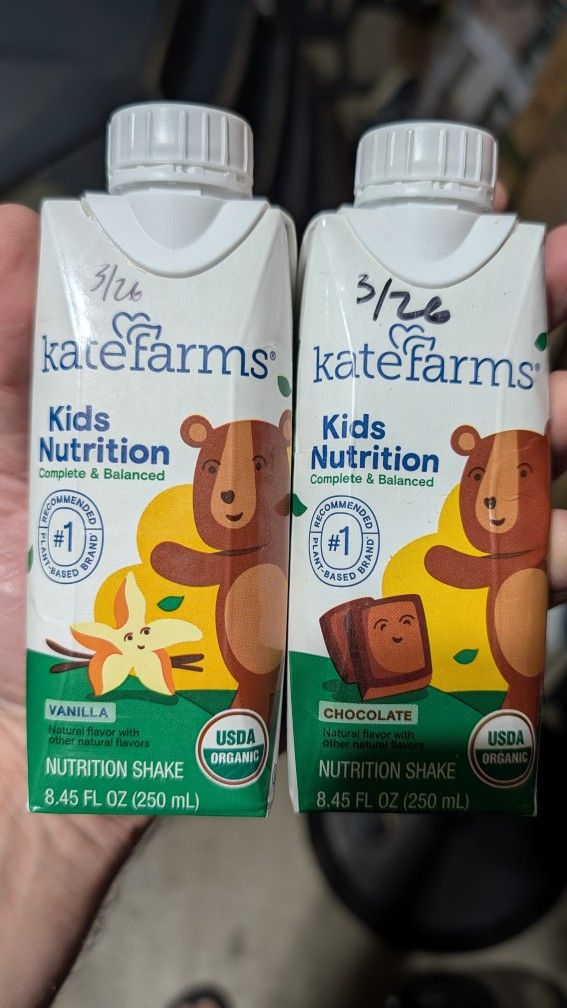 3/26
katefarms®
Kids
Nutrition
Complete & Balanced
RECOMMENDED
#1
PLANT-BASED BRAND†
VANILLA
Natural flavor with
other natural flavors
USDA
ORGANIC
NUTRITION SHAKE
8.45 FL OZ (250 mL)
3/26
katefarms®
Kids
Nutrition
Complete & Balanced
RECOMMENDED
#1
PLANT-BASED BRAND†
CHOCOLATE
Natural flavor with
other natural flavors
USDA
ORGANIC
NUTRITION SHAKE
8.45 FL OZ (250 mL)